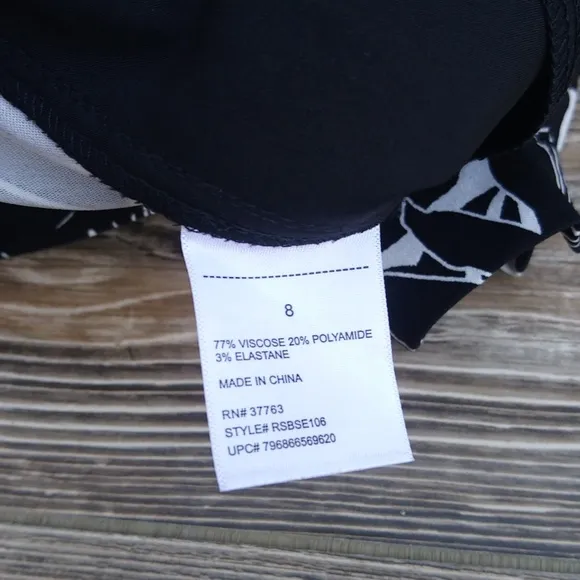 8
77% VISCOSE 20% POLYAMIDE
3% ELASTANE
MADE IN CHINA
RN# 37763
STYLE# RSBSE106
UPC# 796866569620